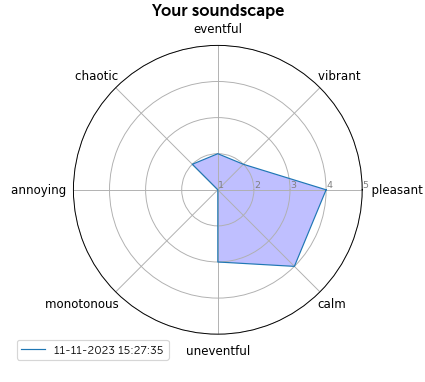 Your soundscape
eventful
chaotic
vibrant
annoying
1 2 3 4 5
pleasant
monotonous
calm
uneventful
11-11-2023 15:27:35